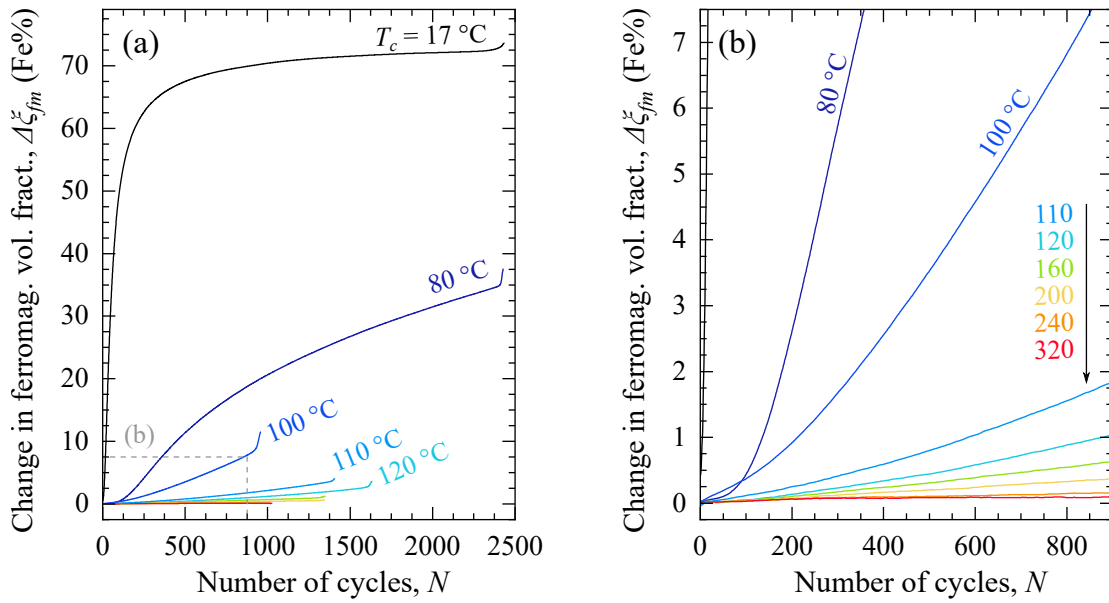 (a)
T_c = 17 °C
80 °C
100 °C
110 °C
120 °C
(b)
70
60
50
40
30
20
10
0
0 500 1000 1500 2000 2500
Number of cycles, N
Change in ferromag. vol. fract., Δξ_fm (Fe%)
(b)
80 °C
100 °C
110
120
160
200
240
320
7
6
5
4
3
2
1
0
0 200 400 600 800
Number of cycles, N
Change in ferromag. vol. fract., Δξ_fm (Fe%)